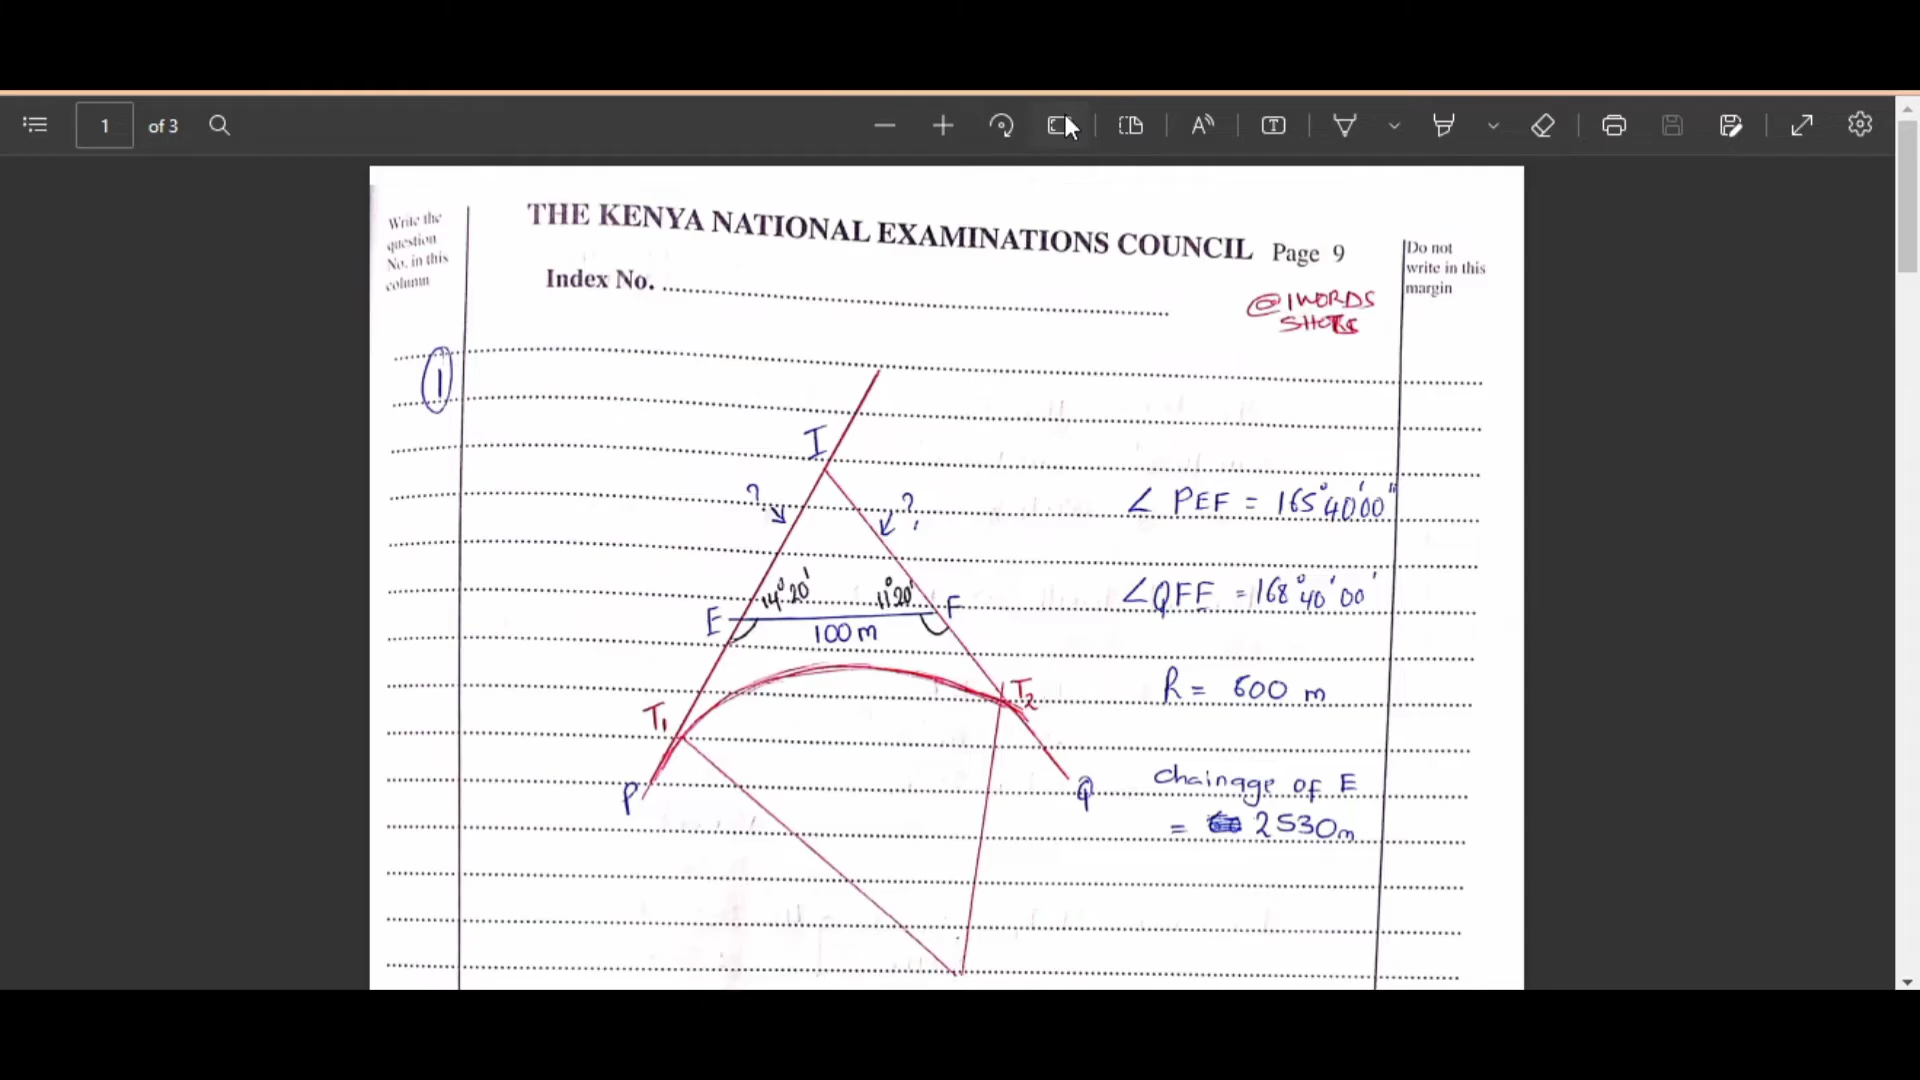 1 of 3
Write the
question
No. in this
column
THE KENYA NATIONAL EXAMINATIONS COUNCIL Page 9
Do not
write in this
margin
Index No.
@1WORDS
SHOTS
1
I
? ?
∠ PEF = 165°40'00"
14°20' 11°20'
E F
100 m
∠QFE = 168°40'00'
R = 600 m
T1 T2
P Q
chainage of E
= 2530m